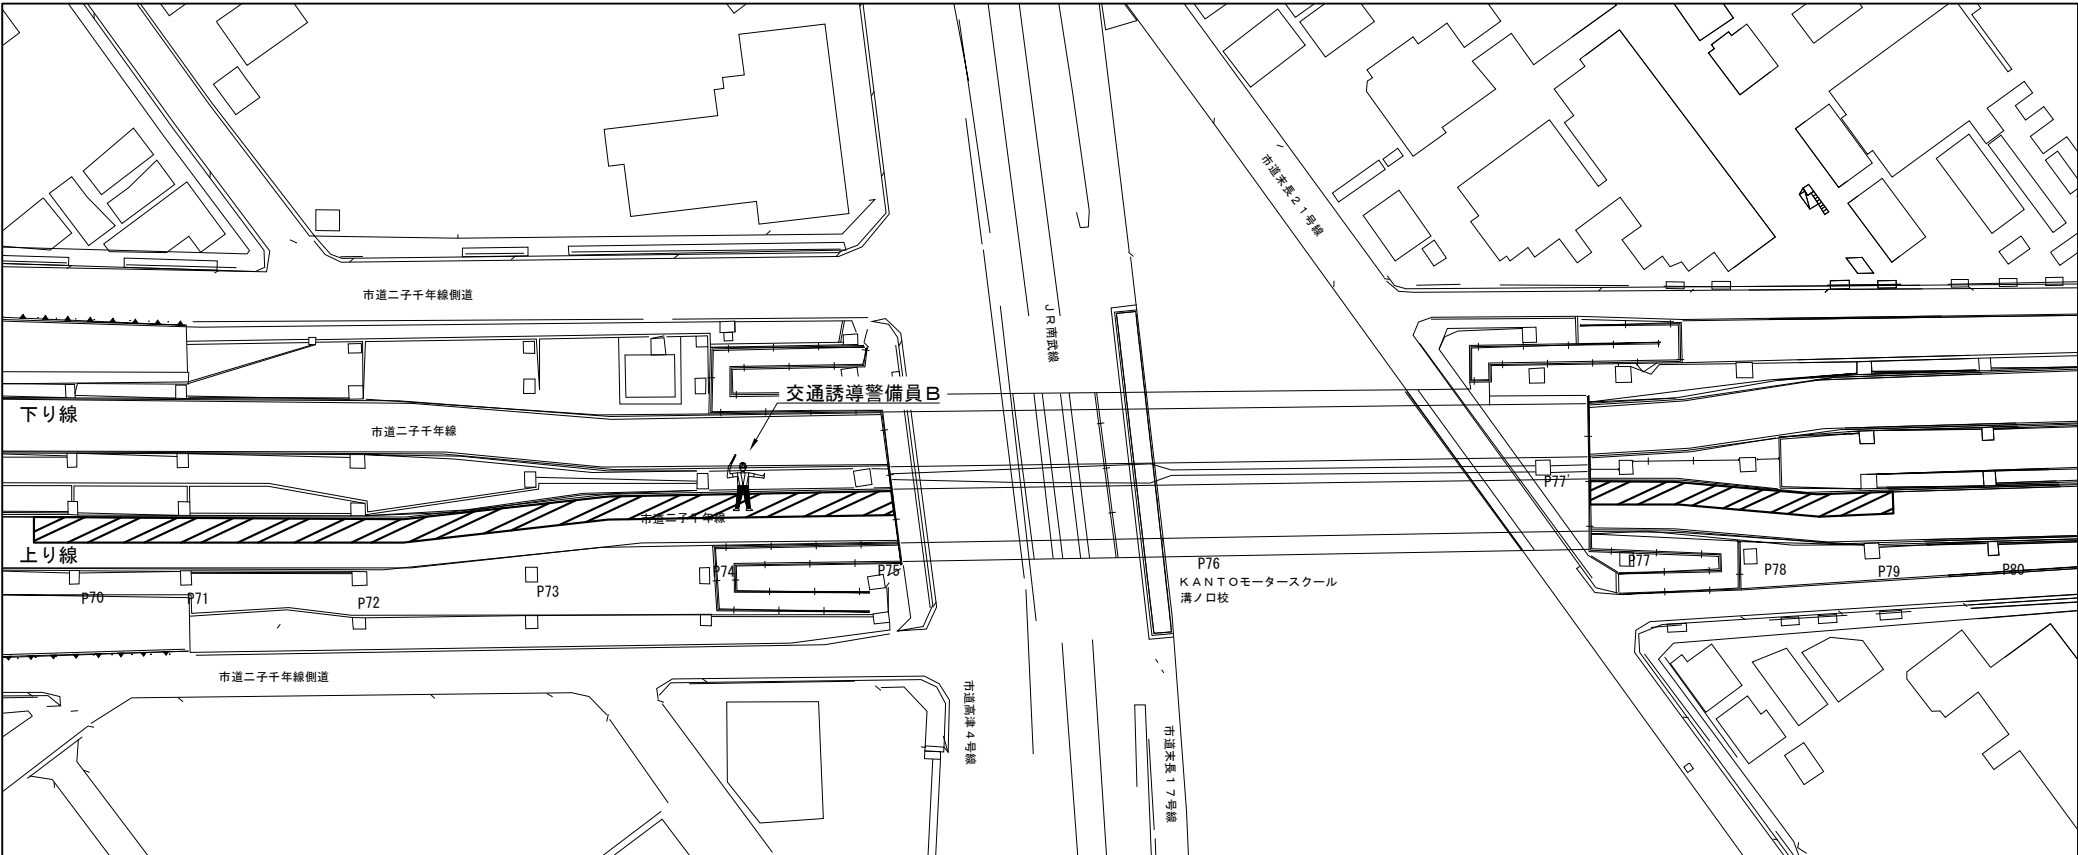 市道末長21号線
市道二子千年線側道
JR南武線
交通誘導警備員B
下り線
市道二子千年線
P77'
市道二子千年線
上り線
P70
P71
P72
P73
P74
P75
P76
KANTOモータースクール
溝ノ口校
P77
P78
P79
P80
市道二子千年線側道
市道高津4号線
市道末長17号線